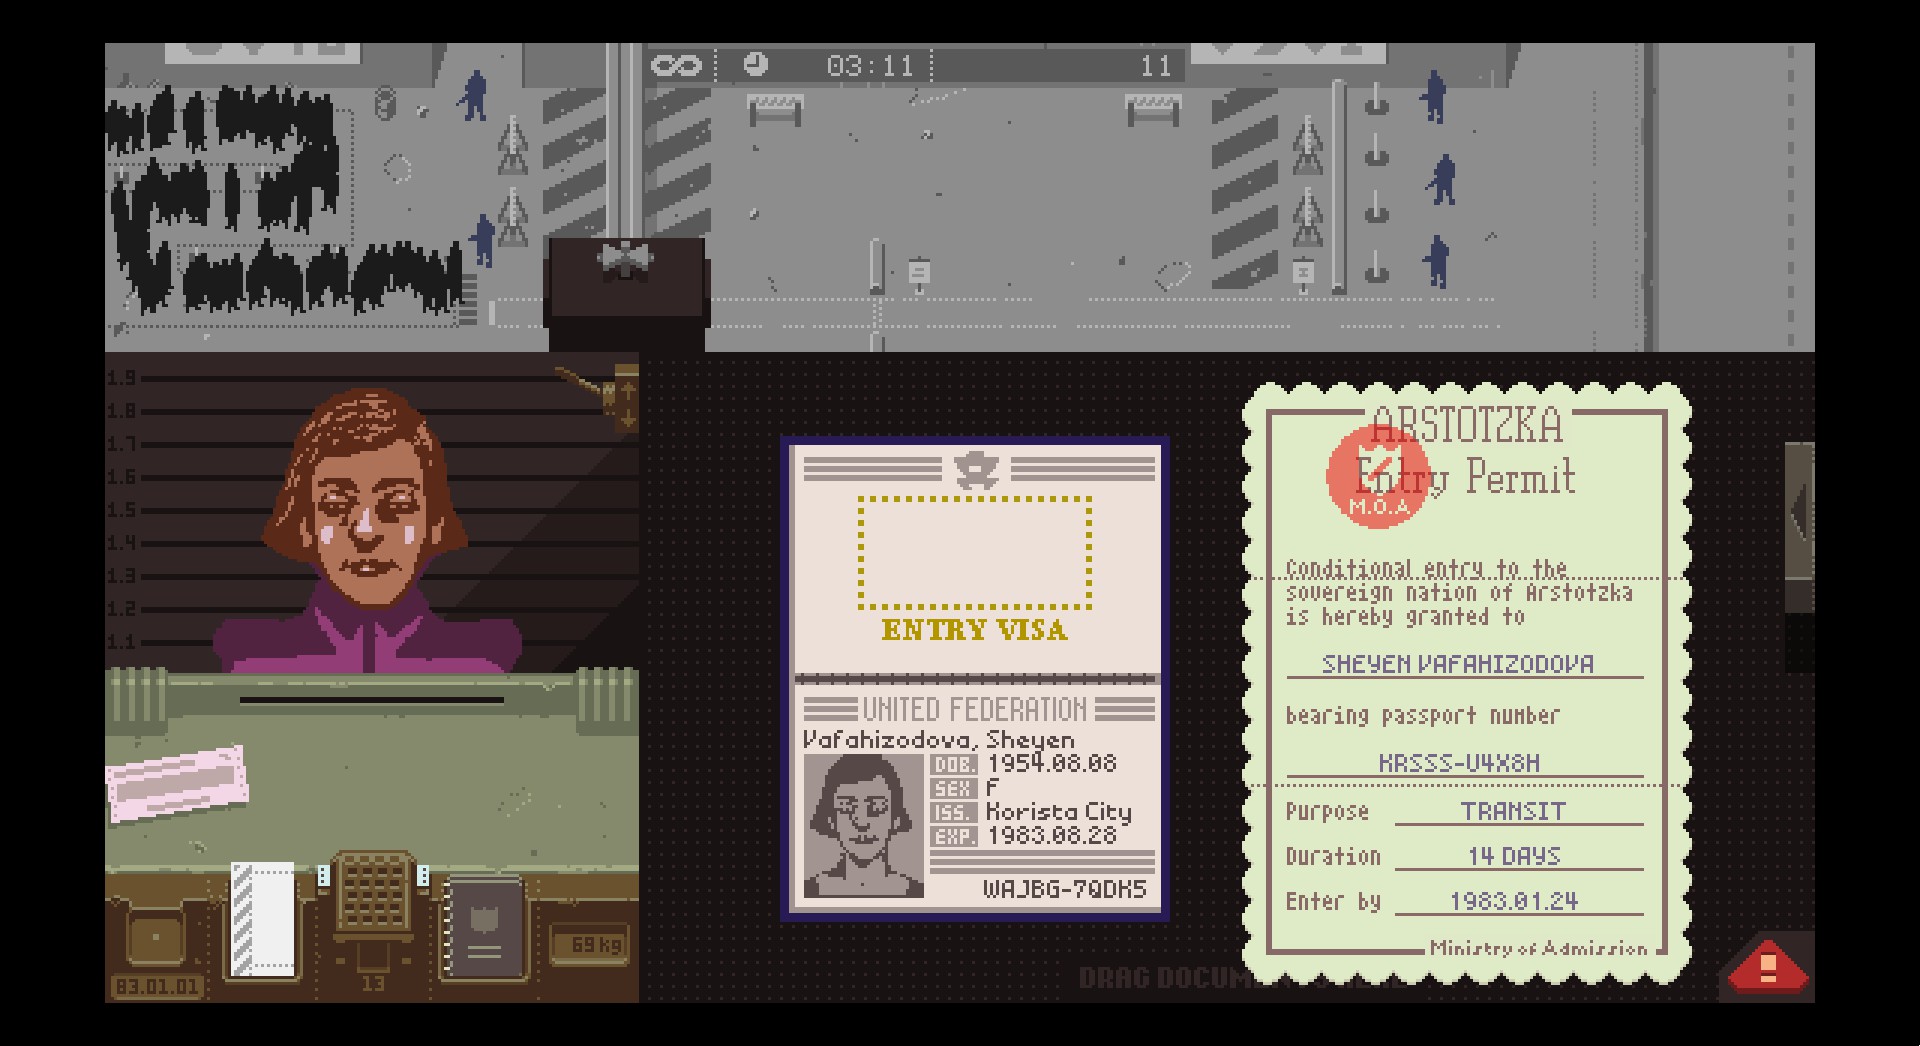 03:11
11
1.9
1.8
1.7
1.6
1.5
1.4
1.3
1.2
1.1
ENTRY VISA
UNITED FEDERATION
Vafahizodova, Sheyen
DOB. 1954.08.08
SEX F
ISS. Korista City
EXP. 1983.08.28
WAJBG-7QDK5
ARSTOTZKA
Entry Permit
M.O.A
Conditional entry to the
sovereign nation of Arstotzka
is hereby granted to
SHEYEN VAFAHIZODOVA
bearing passport number
KRSSS-U4X8H
Purpose TRANSIT
Duration 14 DAYS
Enter by 1983.01.24
Ministry of Admission
69kg
83.01.01
13
DRAG DOCUM